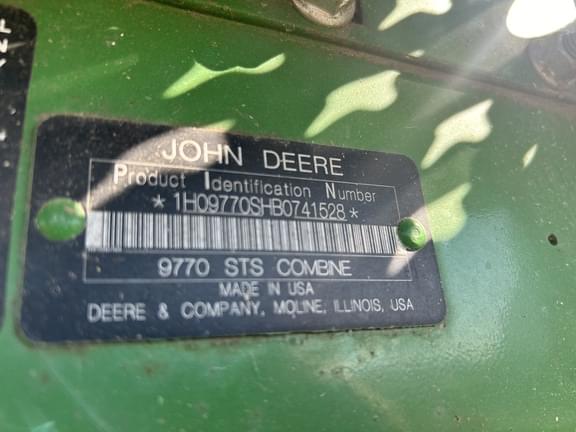 JOHN DEERE
Product Identification Number
* 1H09770SHB0741528 *
9770 STS COMBINE
MADE IN USA
DEERE & COMPANY, MOLINE, ILLINOIS, USA